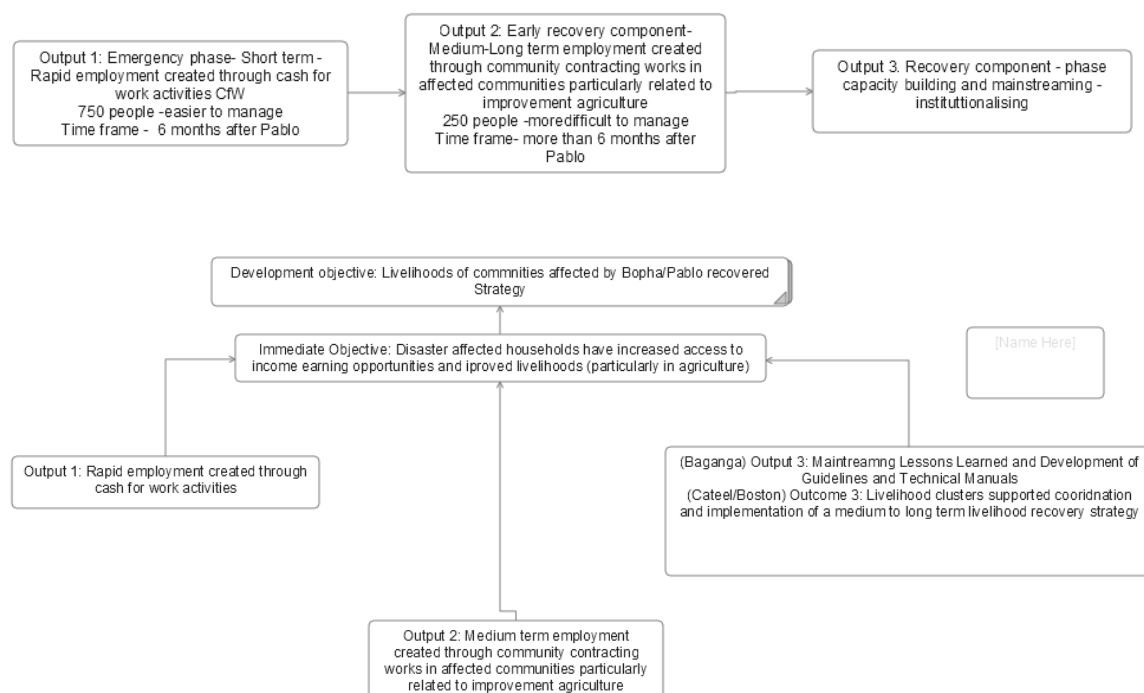 Output 1: Emergency phase- Short term -
Rapid employment created through cash for
work activities CfW
750 people -easier to manage
Time frame - 6 months after Pablo
Output 2: Early recovery component-
Medium-Long term employment created
through community contracting works in
affected communities particularly related to
improvement agriculture
250 people -moredifficult to manage
Time frame- more than 6 months after
Pablo
Output 3. Recovery component - phase
capacity building and mainstreaming -
instituttionalising
Development objective: Livelihoods of commnities affected by Bopha/Pablo recovered
Strategy
Immediate Objective: Disaster affected households have increased access to
income earning opportunities and iproved livelihoods (particularly in agriculture)
[Name Here]
Output 1: Rapid employment created through
cash for work activities
(Baganga) Output 3: Maintreamng Lessons Learned and Development of
Guidelines and Technical Manuals
(Cateel/Boston) Outcome 3: Livelihood clusters supported cooridnation
and implementation of a medium to long term livelihood recovery strategy
Output 2: Medium term employment
created through community contracting
works in affected communities particularly
related to improvement agriculture